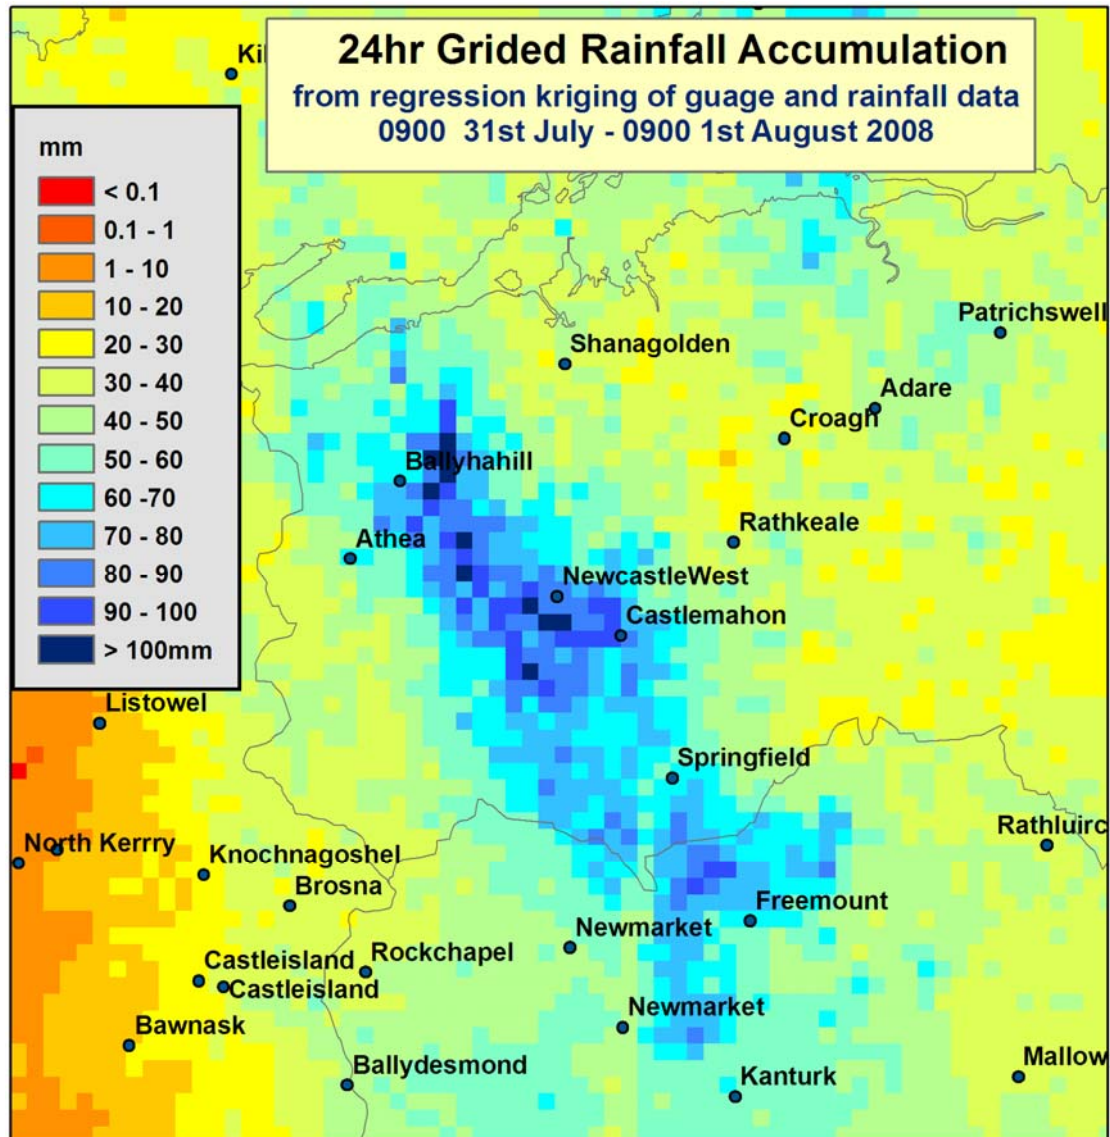 24hr Grided Rainfall Accumulation
from regression kriging of guage and rainfall data
0900 31st July - 0900 1st August 2008
Ki
mm
< 0.1
0.1 - 1
1 - 10
10 - 20
20 - 30
30 - 40
40 - 50
50 - 60
60 -70
70 - 80
80 - 90
90 - 100
> 100mm
Patrichswell
Shanagolden
Adare
Croagh
Ballyhahill
Rathkeale
Athea
NewcastleWest
Castlemahon
Listowel
Springfield
Rathluirc
North Kerrry
Knochnagoshel
Brosna
Freemount
Newmarket
Rockchapel
Castleisland
Castleisland
Newmarket
Bawnask
Ballydesmond
Mallow
Kanturk